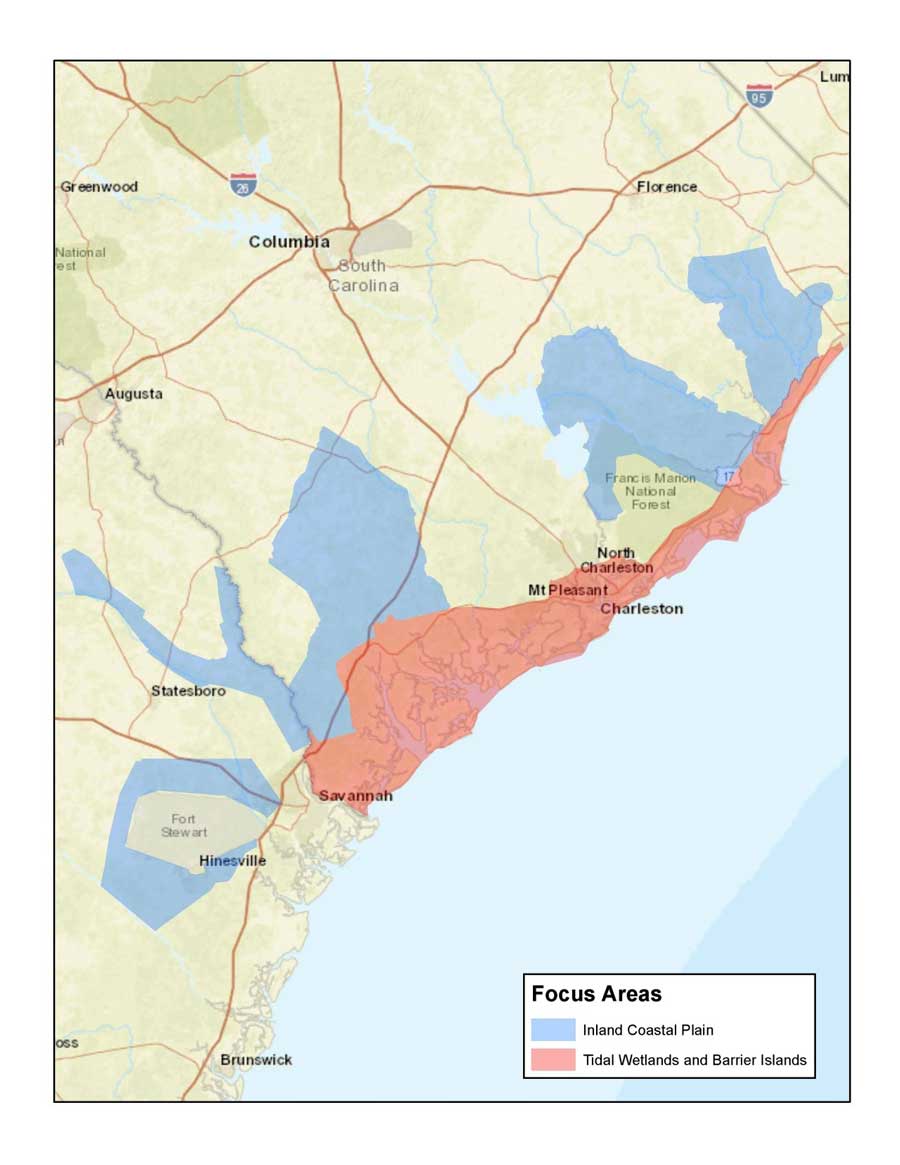 Lum
95
Greenwood
26
Florence
Columbia
National
est
South
Carolina
Augusta
n
17
Francis Marion
National
Forest
North
Charleston
Mt Pleasant
Charleston
Statesboro
Savannah
Fort
Stewart
Hinesville
Focus Areas
Inland Coastal Plain
Tidal Wetlands and Barrier Islands
oss
Brunswick